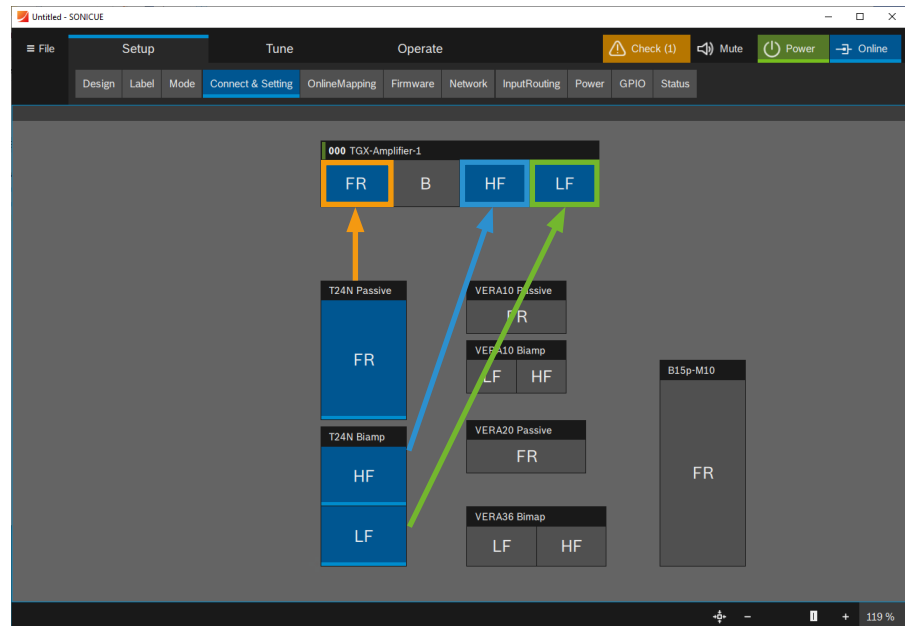 Untitled - SONICUE
≡ File Setup Tune Operate Check (1) Mute Power Online
Design Label Mode Connect & Setting OnlineMapping Firmware Network InputRouting Power GPIO Status
000 TGX-Amplifier-1
FR B HF LF
T24N Passive
FR
VERA10 Passive
FR
VERA10 Biamp
LF HF
B15p-M10
FR
T24N Biamp
HF
LF
VERA20 Passive
FR
VERA36 Bimap
LF HF
119 %